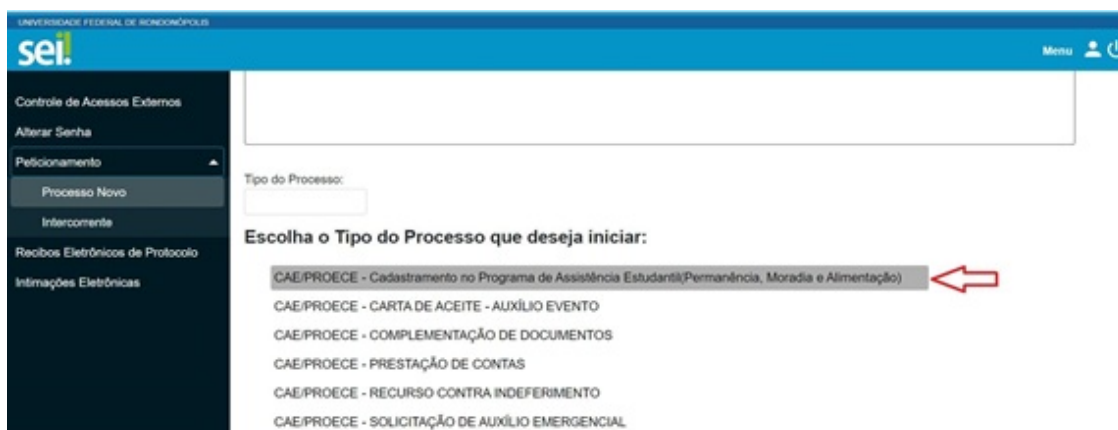 UNIVERSIDADE FEDERAL DE RONDONÓPOLIS
sei!
Menu
Controle de Acessos Externos
Alterar Senha
Peticionamento
Processo Novo
Intercorrente
Recibos Eletrônicos de Protocolo
Intimações Eletrônicas
Tipo do Processo:
Escolha o Tipo do Processo que deseja iniciar:
CAE/PROECE - Cadastramento no Programa de Assistência Estudantil(Permanência, Moradia e Alimentação)
CAE/PROECE - CARTA DE ACEITE - AUXÍLIO EVENTO
CAE/PROECE - COMPLEMENTAÇÃO DE DOCUMENTOS
CAE/PROECE - PRESTAÇÃO DE CONTAS
CAE/PROECE - RECURSO CONTRA INDEFERIMENTO
CAE/PROECE - SOLICITAÇÃO DE AUXÍLIO EMERGENCIAL